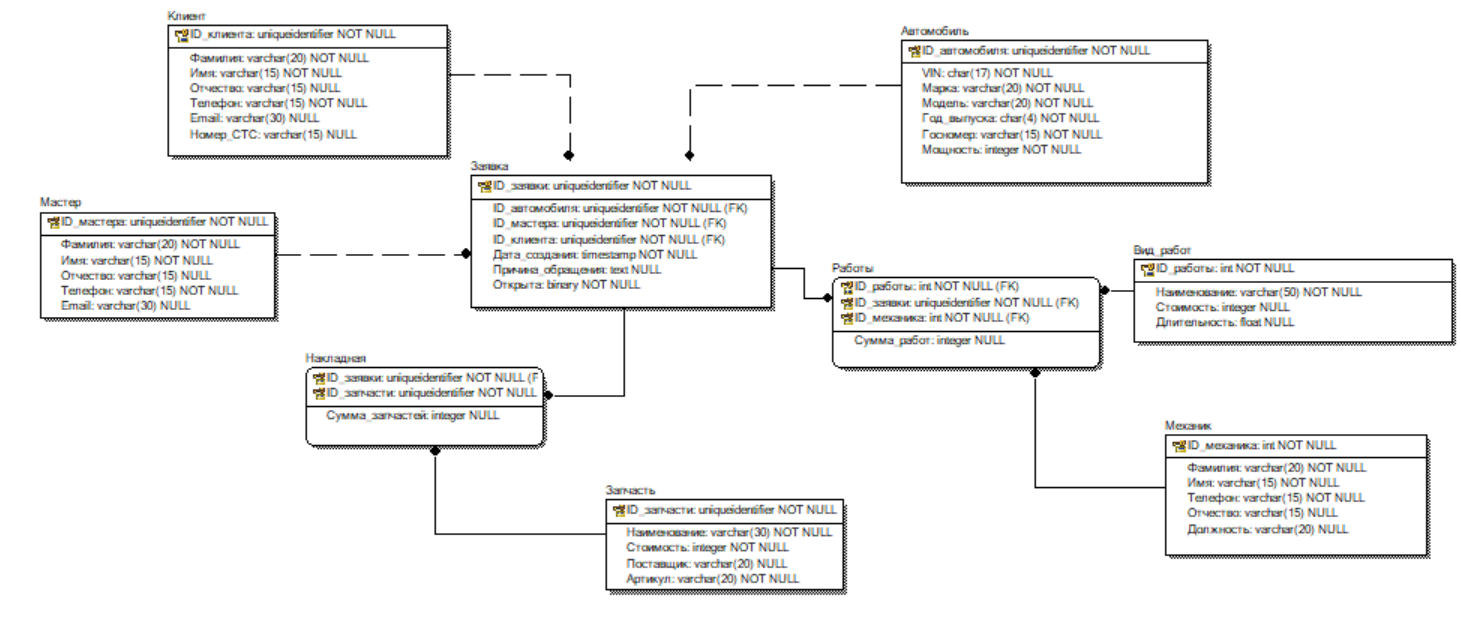 Клиент
ID_клиента: uniqueidentifier NOT NULL
Фамилия: varchar(20) NOT NULL
Имя: varchar(15) NOT NULL
Отчество: varchar(15) NULL
Телефон: varchar(15) NOT NULL
Email: varchar(30) NULL
Номер_СТС: varchar(15) NULL
Автомобиль
ID_автомобиля: uniqueidentifier NOT NULL
VIN: char(17) NOT NULL
Марка: varchar(20) NOT NULL
Модель: varchar(20) NOT NULL
Год_выпуска: char(4) NOT NULL
Госномер: varchar(15) NOT NULL
Мощность: integer NOT NULL
Заявка
ID_заявки: uniqueidentifier NOT NULL
ID_автомобиля: uniqueidentifier NOT NULL (FK)
ID_мастера: uniqueidentifier NOT NULL (FK)
ID_клиента: uniqueidentifier NOT NULL (FK)
Дата_создания: timestamp NOT NULL
Причина_обращения: text NULL
Открыта: binary NOT NULL
Мастер
ID_мастера: uniqueidentifier NOT NULL
Фамилия: varchar(20) NOT NULL
Имя: varchar(15) NOT NULL
Отчество: varchar(15) NULL
Телефон: varchar(15) NOT NULL
Email: varchar(30) NULL
Вид_работ
ID_работы: int NOT NULL
Наименование: varchar(50) NOT NULL
Стоимость: integer NULL
Длительность: float NULL
Работы
ID_работы: int NOT NULL (FK)
ID_заявки: uniqueidentifier NOT NULL (FK)
ID_механика: int NOT NULL (FK)
Сумма_работ: integer NULL
Накладная
ID_заявки: uniqueidentifier NOT NULL (F
ID_запчасти: uniqueidentifier NOT NULL
Сумма_запчастей: integer NULL
Механик
ID_механика: int NOT NULL
Фамилия: varchar(20) NOT NULL
Имя: varchar(15) NOT NULL
Телефон: varchar(15) NOT NULL
Отчество: varchar(15) NULL
Должность: varchar(20) NULL
Запчасть
ID_запчасти: uniqueidentifier NOT NULL
Наименование: varchar(30) NOT NULL
Стоимость: integer NOT NULL
Поставщик: varchar(20) NULL
Артикул: varchar(20) NOT NULL